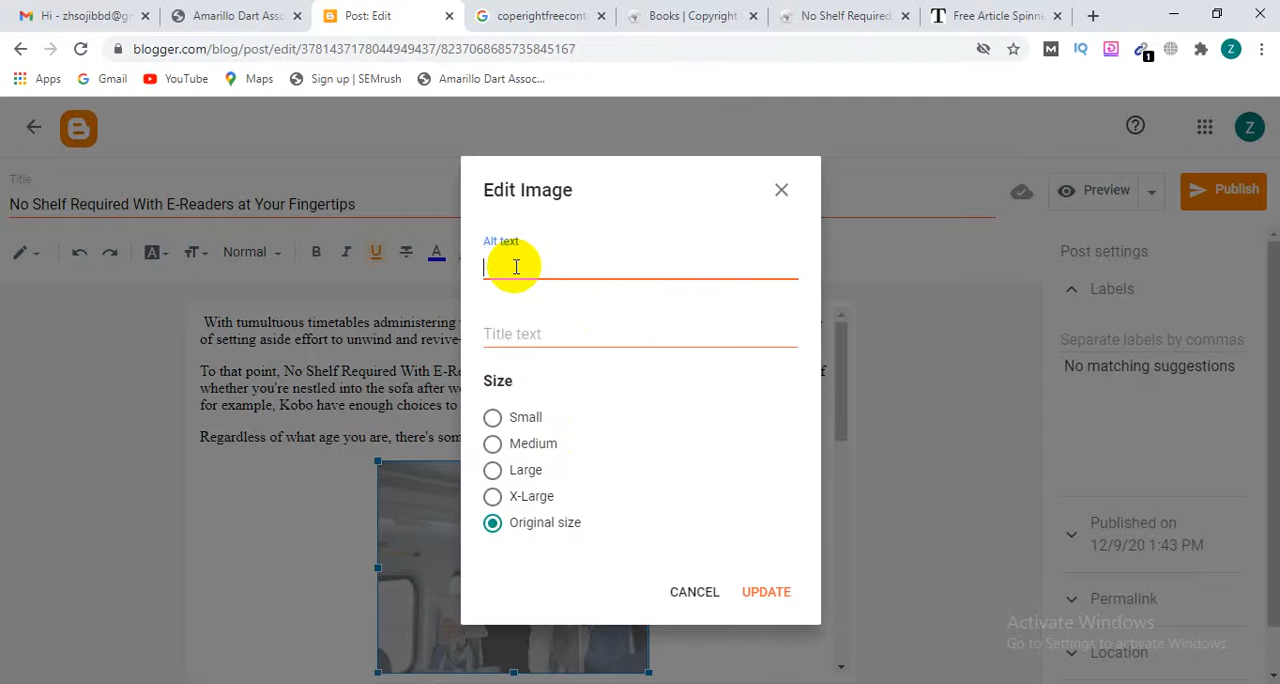 Hi - zhsojibbd@g
Amarillo Dart Asso
Post: Edit
coperightfreecont
Books | Copyright
No Shelf Required
Free Article Spinne
blogger.com/blog/post/edit/3781437178044949437/8237068685735845167
Apps
Gmail
YouTube
Maps
Sign up | SEMrush
Amarillo Dart Assoc...
M
IQ
1
Z
Z
Title
No Shelf Required With E-Readers at Your Fingertips
Preview
Publish
Normal
B
I
U
A
Edit Image
Alt text
Title text
Size
Small
Medium
Large
X-Large
Original size
CANCEL
UPDATE
With tumultuous timetables administering
of setting aside effort to unwind and revive-
To that point, No Shelf Required With E-Re
whether you're nestled into the sofa after w
for example, Kobo have enough choices to
Regardless of what age you are, there's som
Post settings
Labels
Separate labels by commas
No matching suggestions
Published on
12/9/20 1:43 PM
Permalink
Activate Windows
Go to Settings to activate Windows.
Location